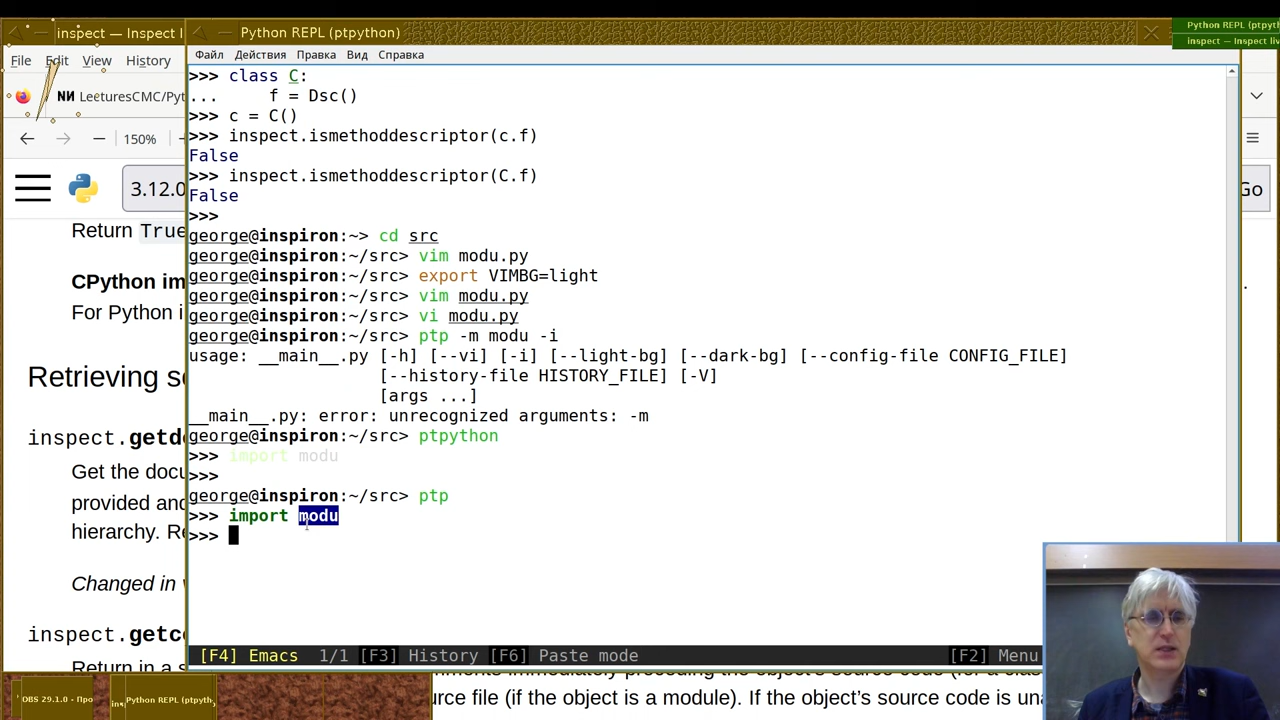 inspect — Inspect l
Python REPL (ptpython)
Python REPL (ptpyth
inspect — Inspect liv
File Edit View History
Файл Действия Правка Вид Справка
LecturesCMC/Pyt
150%
3.12.0
Go
Return True
CPython im
For Python i
Retrieving so
inspect.getdo
Get the docu
provided and
hierarchy. Re
Changed in v
inspect.getco
Return in a s
>>> class C:
...     f = Dsc()
>>> c = C()
>>> inspect.ismethoddescriptor(c.f)
False
>>> inspect.ismethoddescriptor(C.f)
False
>>>
george@inspiron:~> cd src
george@inspiron:~/src> vim modu.py
george@inspiron:~/src> export VIMBG=light
george@inspiron:~/src> vim modu.py
george@inspiron:~/src> vi modu.py
george@inspiron:~/src> ptp -m modu -i
usage: __main__.py [-h] [--vi] [-i] [--light-bg] [--dark-bg] [--config-file CONFIG_FILE]
[--history-file HISTORY_FILE] [-V]
[args ...]
__main__.py: error: unrecognized arguments: -m
george@inspiron:~/src> ptpython
>>> import modu
>>>
george@inspiron:~/src> ptp
>>> import modu
>>>
[F4] Emacs 1/1 [F3] History [F6] Paste mode [F2] Menu
urce file (if the object is a module). If the object's source code is una
OBS 29.1.0 - Про
Python REPL (ptpyth